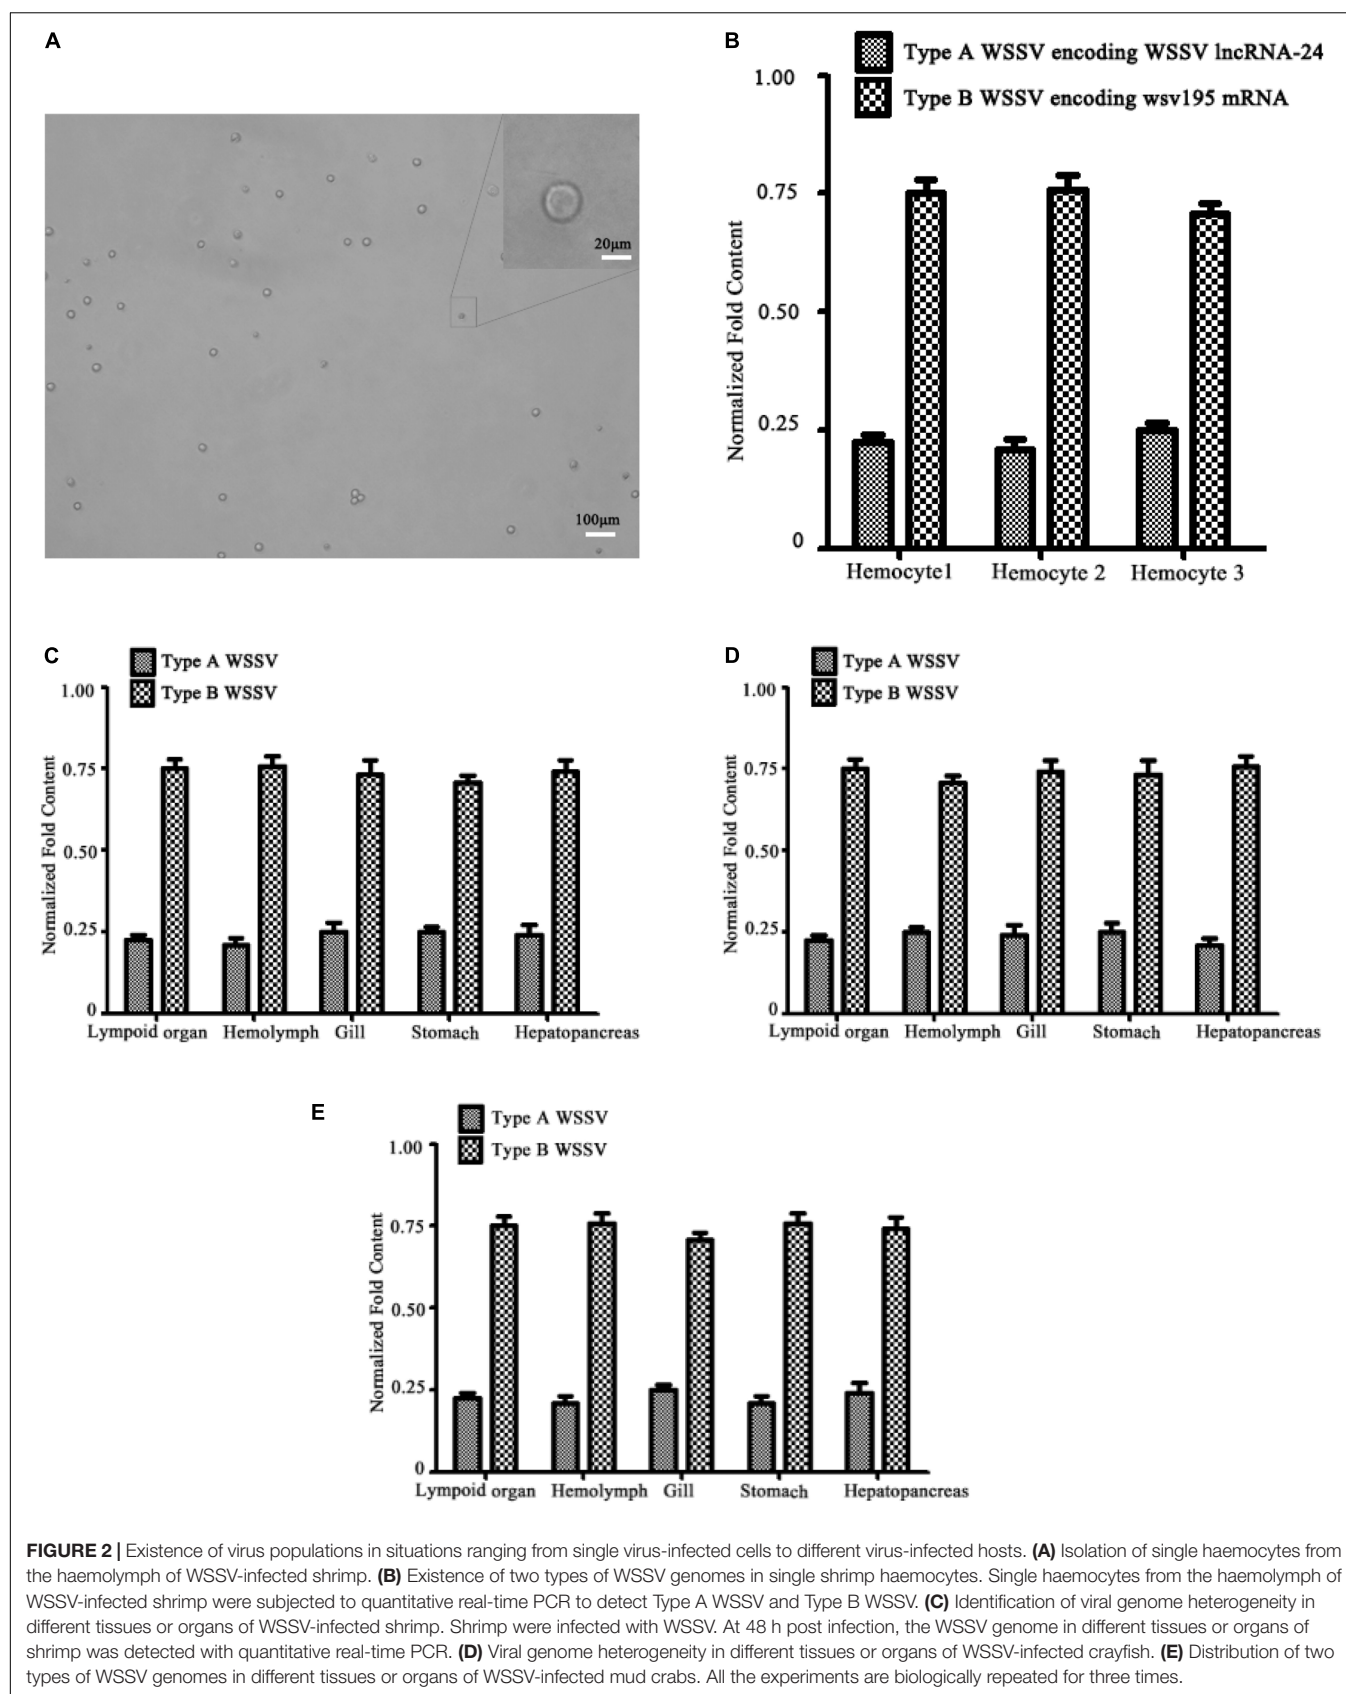 A
20μm
100μm
B
Type A WSSV encoding WSSV lncRNA-24
Type B WSSV encoding wsv195 mRNA
Normalized Fold Content
1.00
0.75
0.50
0.25
0
Hemocyte1 Hemocyte 2 Hemocyte 3
C
Type A WSSV
Type B WSSV
Normalized Fold Content
1.00
0.75
0.50
0.25
0
Lympoid organ Hemolymph Gill Stomach Hepatopancreas
D
Type A WSSV
Type B WSSV
Normalized Fold Content
1.00
0.75
0.50
0.25
0
Lympoid organ Hemolymph Gill Stomach Hepatopancreas
E
Type A WSSV
Type B WSSV
Normalized Fold Content
1.00
0.75
0.50
0.25
0
Lympoid organ Hemolymph Gill Stomach Hepatopancreas
FIGURE 2 | Existence of virus populations in situations ranging from single virus-infected cells to different virus-infected hosts. (A) Isolation of single haemocytes from
the haemolymph of WSSV-infected shrimp. (B) Existence of two types of WSSV genomes in single shrimp haemocytes. Single haemocytes from the haemolymph of
WSSV-infected shrimp were subjected to quantitative real-time PCR to detect Type A WSSV and Type B WSSV. (C) Identification of viral genome heterogeneity in
different tissues or organs of WSSV-infected shrimp. Shrimp were infected with WSSV. At 48 h post infection, the WSSV genome in different tissues or organs of
shrimp was detected with quantitative real-time PCR. (D) Viral genome heterogeneity in different tissues or organs of WSSV-infected crayfish. (E) Distribution of two
types of WSSV genomes in different tissues or organs of WSSV-infected mud crabs. All the experiments are biologically repeated for three times.